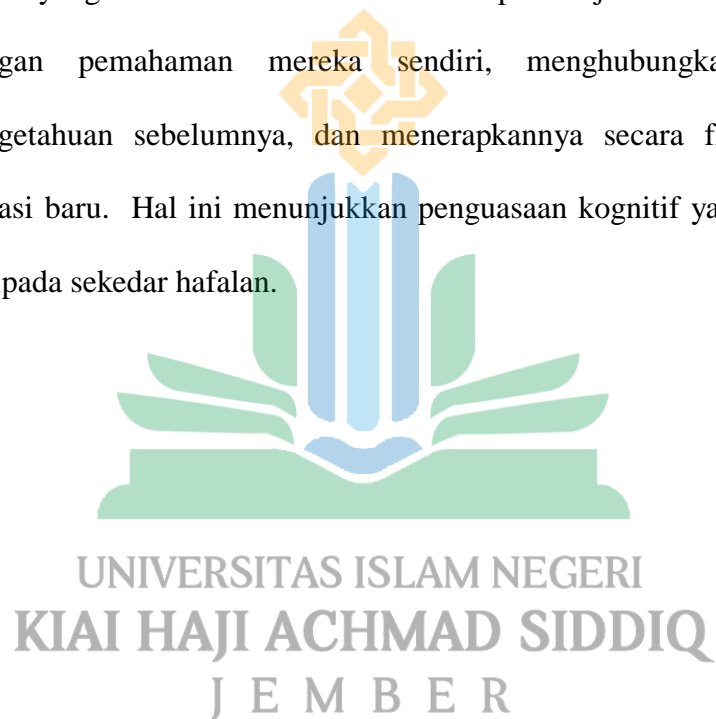 gan pemahaman mereka sendiri, menghubungka
getahuan sebelumnya, dan menerapkannya secara f
asi baru. Hal ini menunjukkan penguasaan kognitif ya
pada sekedar hafalan.
UNIVERSITAS ISLAM NEGERI
KIAI HAJI ACHMAD SIDDIQ
JEMBER